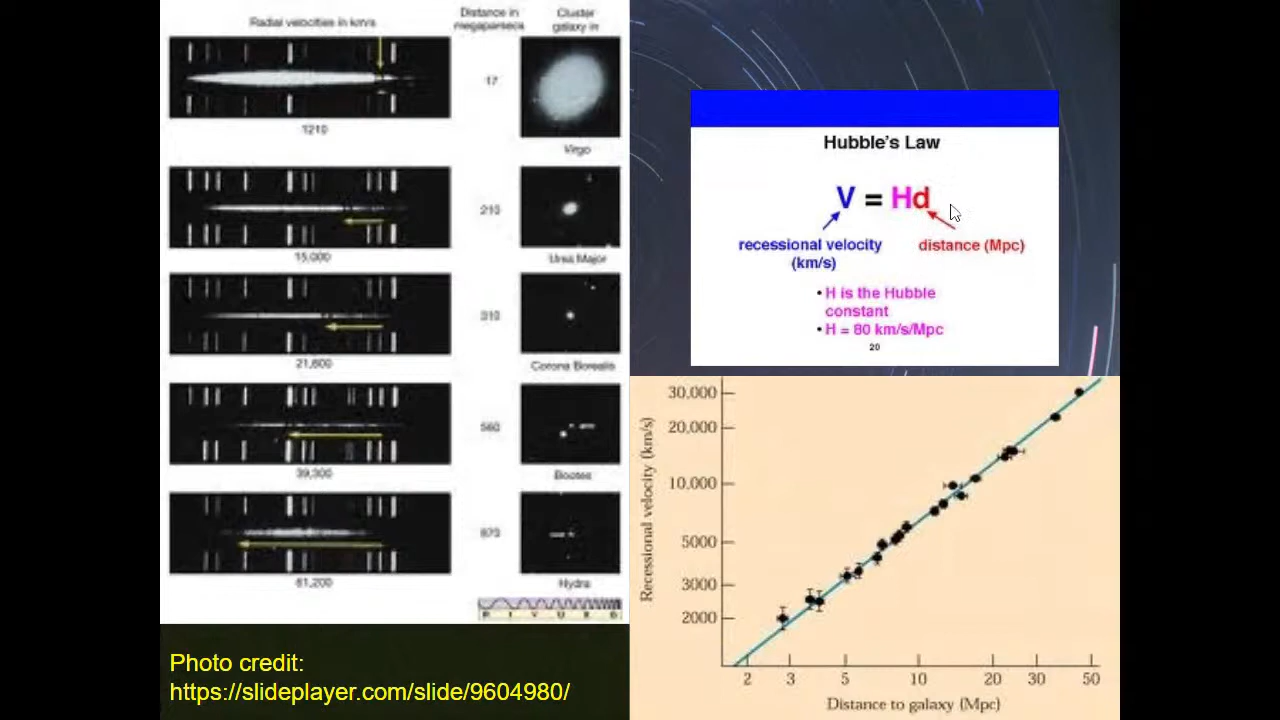 Radial velocities in km/s
Distance in
megaparsecs
Cluster
galaxy in
17
1210
Virgo
210
15,000
Ursa Major
310
21,600
Corona Borealis
560
39,300
Bootes
870
61,200
Hydra
R I V U X G
Photo credit:
https://slideplayer.com/slide/9604980/
Hubble's Law
V = Hd
recessional velocity
(km/s)
distance (Mpc)
• H is the Hubble
constant
• H = 80 km/s/Mpc
20
Recessional velocity (km/s)
30,000
20,000
10,000
5000
3000
2000
2 3 5 10 20 30 50
Distance to galaxy (Mpc)